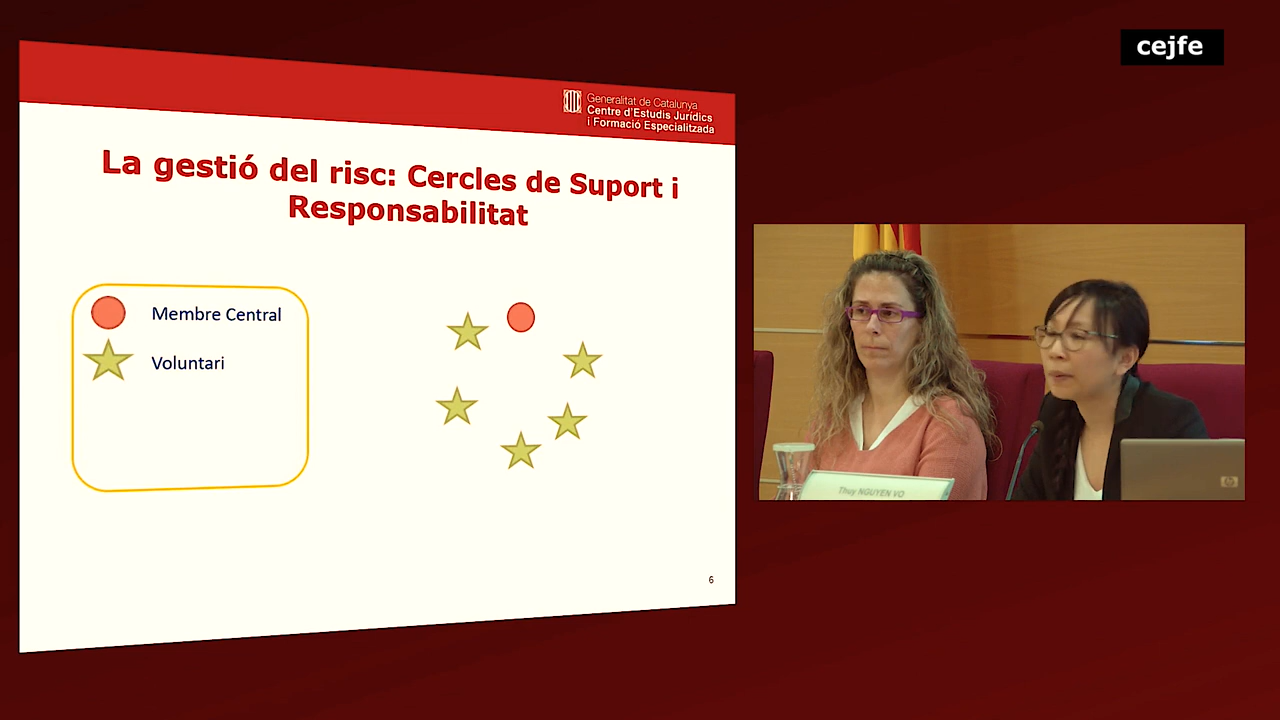 cejfe
Generalitat de Catalunya
Centre d'Estudis Jurídics
i Formació Especialitzada
La gestió del risc: Cercles de Suport i
Responsabilitat
Membre Central
Voluntari
6
Thuy NGUYEN VO
hp